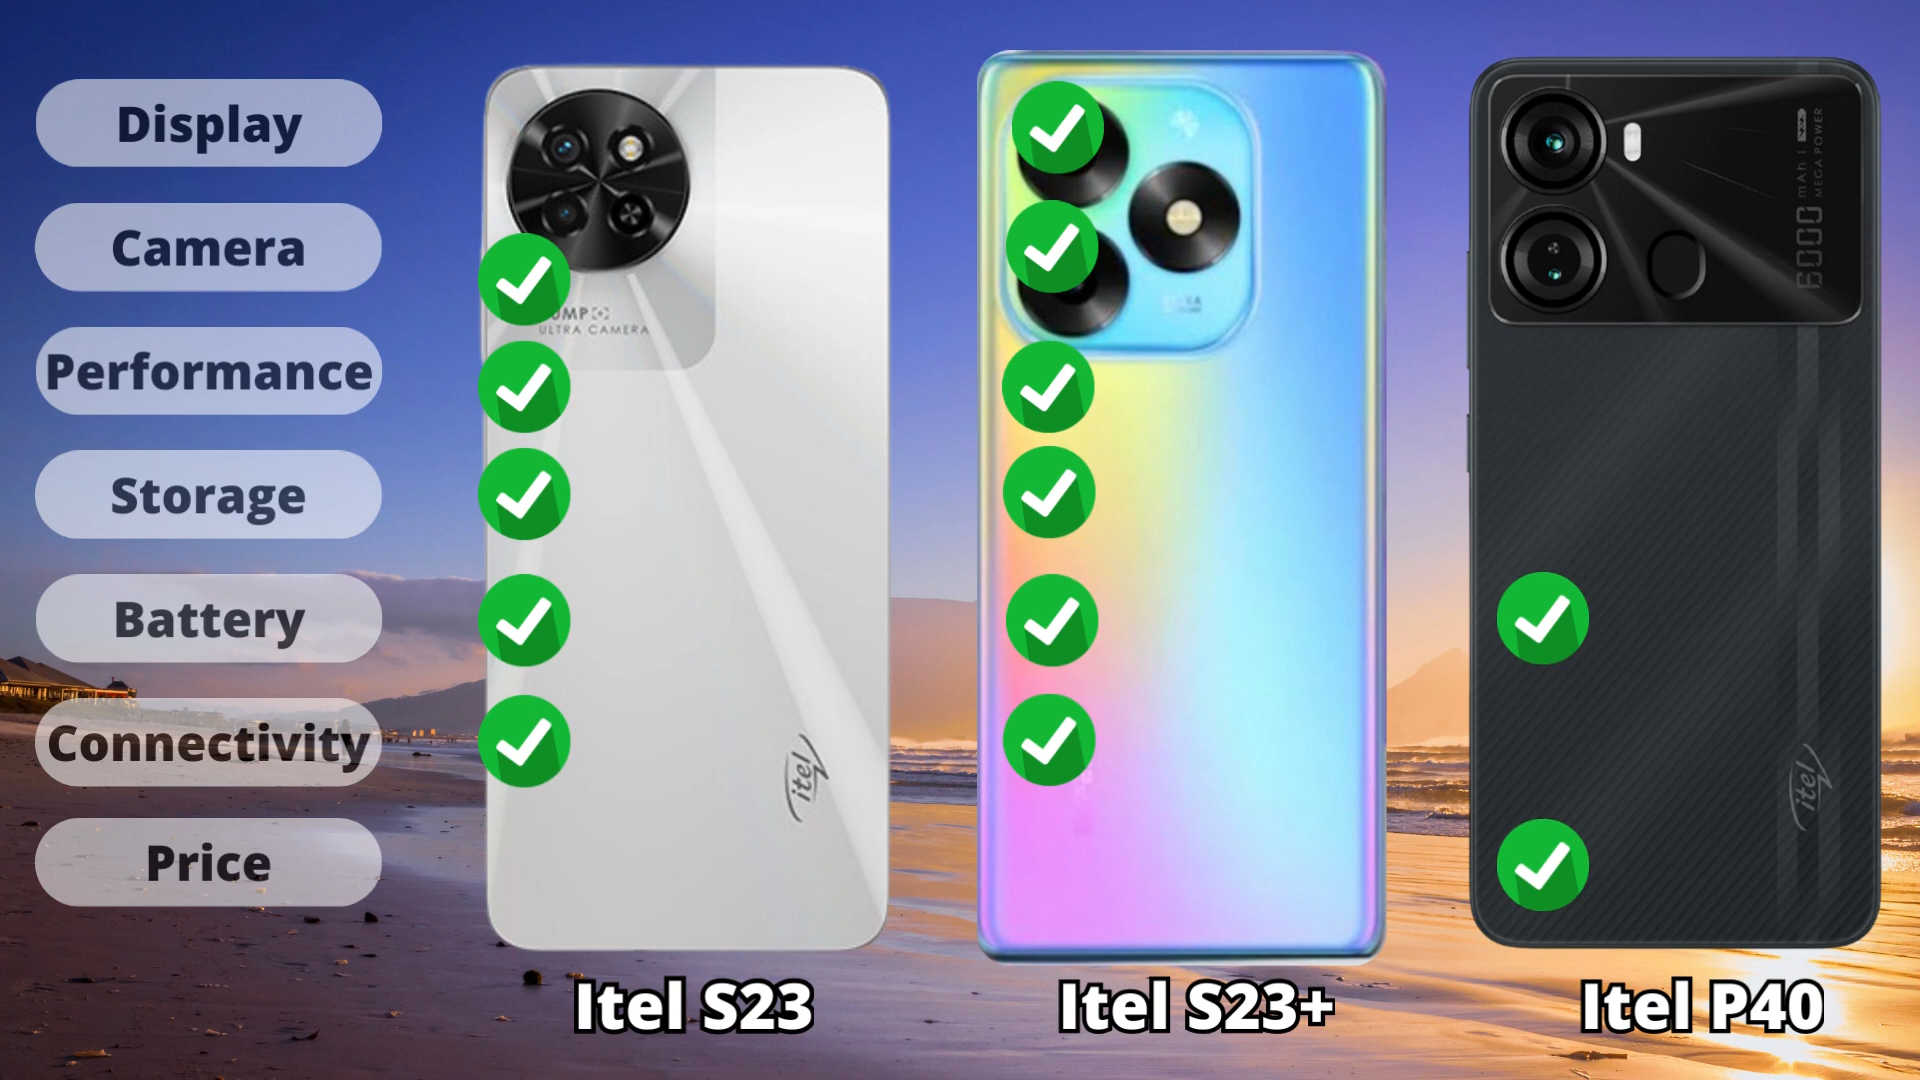 Display
Camera
Performance
Storage
Battery
Connectivity
Price
ULTRA CAMERA
itel
6000 mAh
MEGA POWER
itel
Itel S23
Itel S23+
Itel P40